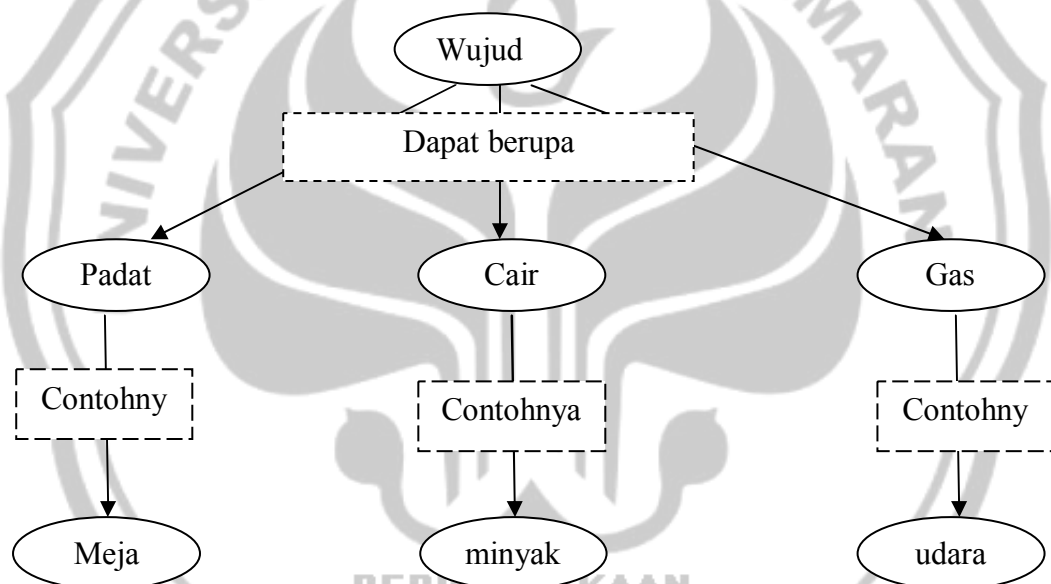 Wujud
Dapat berupa
Padat
Cair
Gas
Contohny
Contohnya
Contohny
Meja
minyak
udara